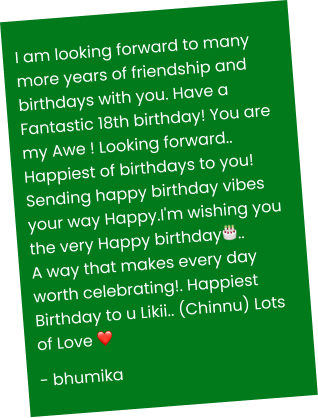 I am looking forward to many
more years of friendship and
birthdays with you. Have a
Fantastic 18th birthday! You are
my Awe ! Looking forward..
Happiest of birthdays to you!
Sending happy birthday vibes
your way Happy.I'm wishing you
the very Happy birthday🎂..
A way that makes every day
worth celebrating!. Happiest
Birthday to u Likii.. (Chinnu) Lots
of Love ❤️
- bhumika